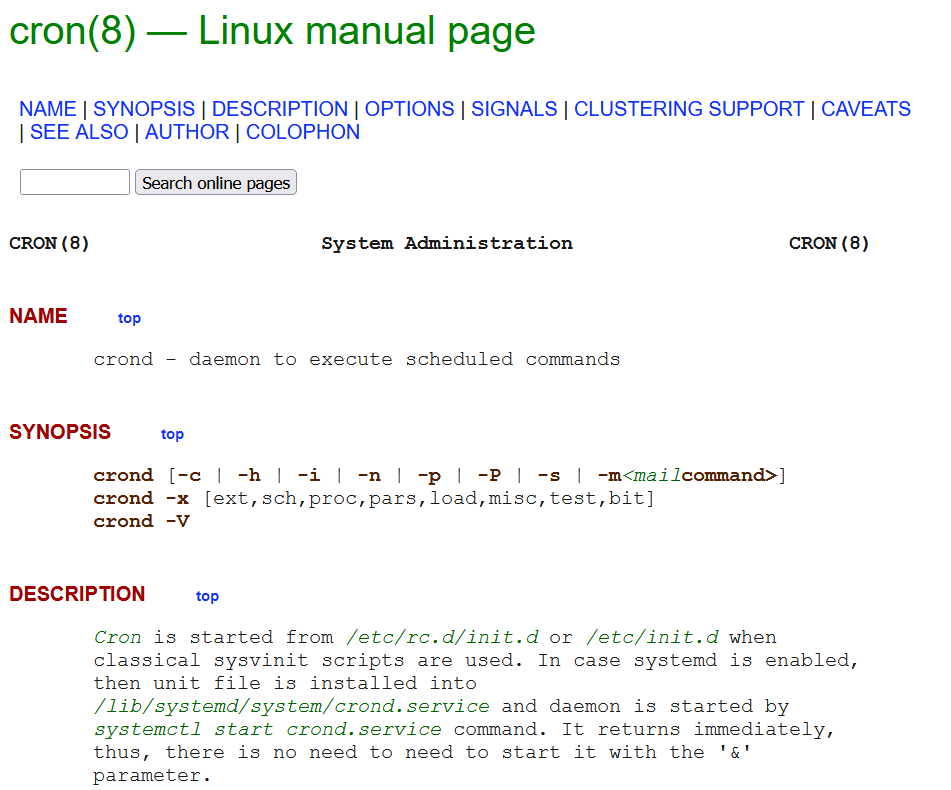 cron(8) — Linux manual page
NAME | SYNOPSIS | DESCRIPTION | OPTIONS | SIGNALS | CLUSTERING SUPPORT | CAVEATS
| SEE ALSO | AUTHOR | COLOPHON
Search online pages
CRON(8) System Administration CRON(8)
NAME top
crond - daemon to execute scheduled commands
SYNOPSIS top
crond [-c | -h | -i | -n | -p | -P | -s | -m<mailcommand>]
crond -x [ext,sch,proc,pars,load,misc,test,bit]
crond -V
DESCRIPTION top
Cron is started from /etc/rc.d/init.d or /etc/init.d when
classical sysvinit scripts are used. In case systemd is enabled,
then unit file is installed into
/lib/systemd/system/crond.service and daemon is started by
systemctl start crond.service command. It returns immediately,
thus, there is no need to need to start it with the '&'
parameter.